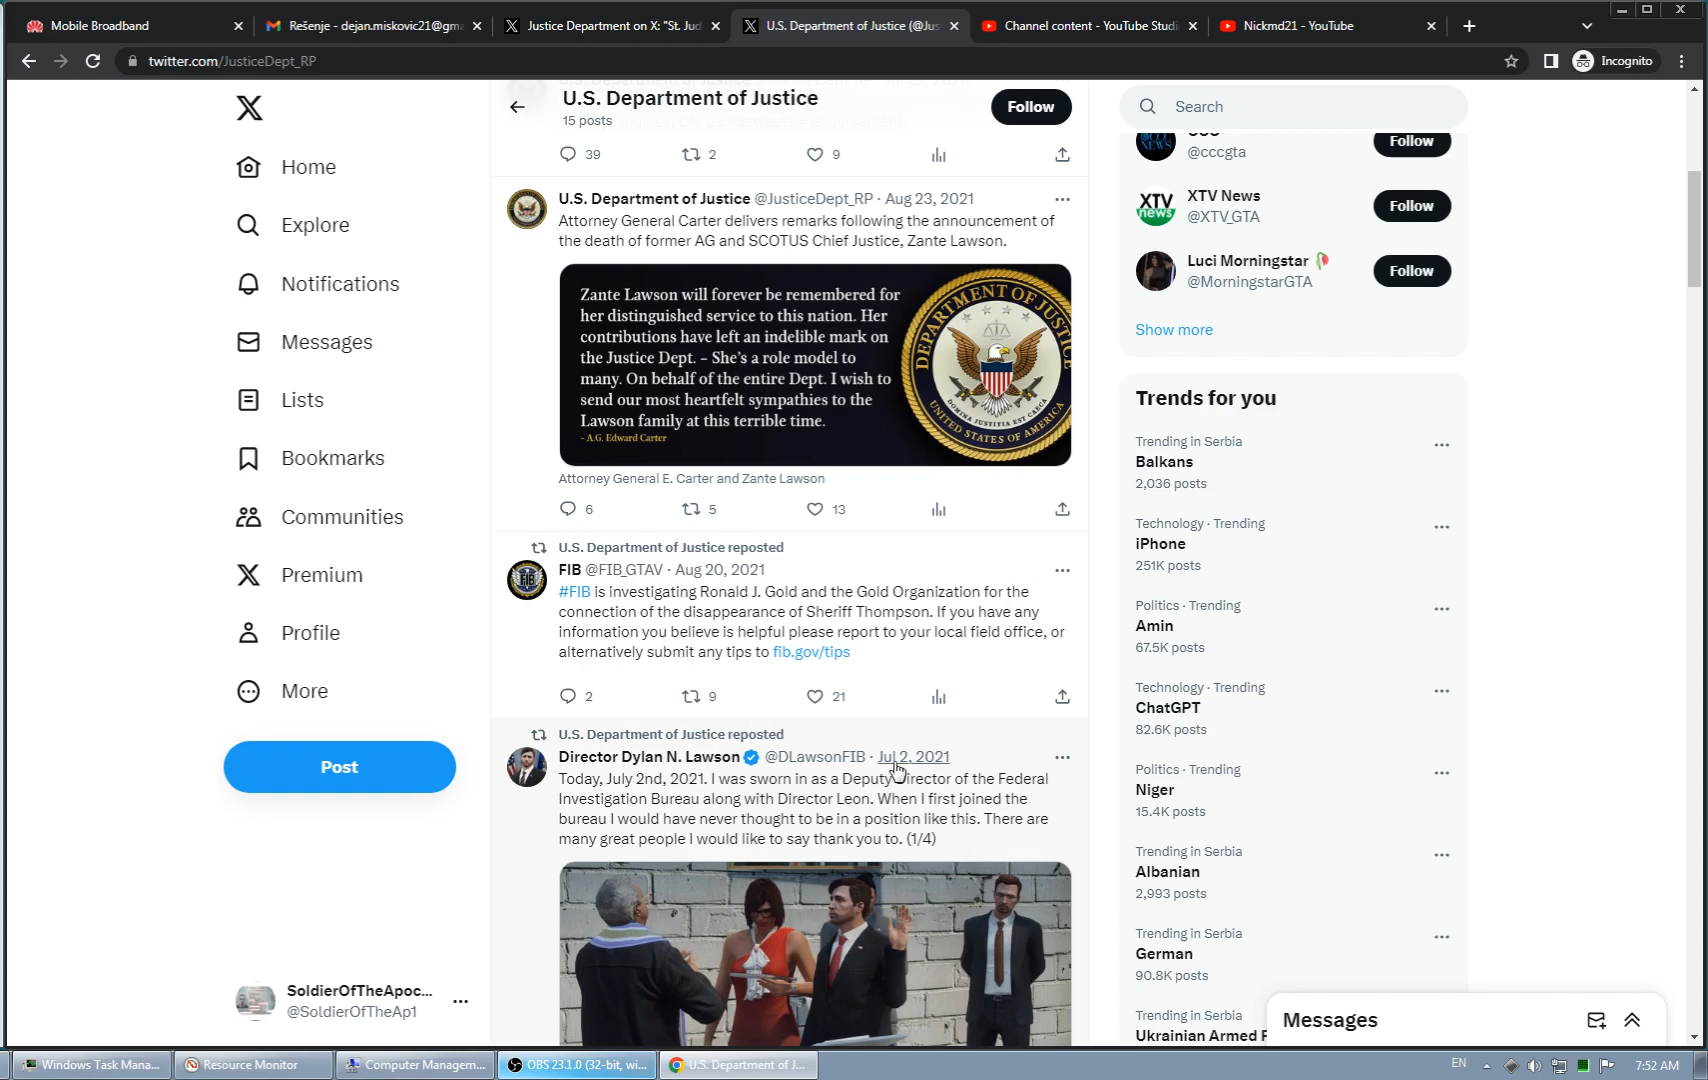 Mobile Broadband
Rešenje - dejan.miskovic21@gma
Justice Department on X: "St. Jud
U.S. Department of Justice (@Jus
Channel content - YouTube Studi
Nickmd21 - YouTube
twitter.com/JusticeDept_RP
Incognito
Home
Explore
Notifications
Messages
Lists
Bookmarks
Communities
Premium
Profile
More
Post
SoldierOfTheApoc...
@SoldierOfTheAp1
U.S. Department of Justice
15 posts
Follow
39
2
9
U.S. Department of Justice @JusticeDept_RP · Aug 23, 2021
Attorney General Carter delivers remarks following the announcement of
the death of former AG and SCOTUS Chief Justice, Zante Lawson.
Zante Lawson will forever be remembered for
her distinguished service to this nation. Her
contributions have left an indelible mark on
the Justice Dept. – She's a role model to
many. On behalf of the entire Dept. I wish to
send our most heartfelt sympathies to the
Lawson family at this terrible time.
- A.G. Edward Carter
DEPARTMENT OF JUSTICE
UNITED STATES OF AMERICA
Attorney General E. Carter and Zante Lawson
6
5
13
U.S. Department of Justice reposted
FIB @FIB_GTAV · Aug 20, 2021
#FIB is investigating Ronald J. Gold and the Gold Organization for the
connection of the disappearance of Sheriff Thompson. If you have any
information you believe is helpful please report to your local field office, or
alternatively submit any tips to fib.gov/tips
2
9
21
U.S. Department of Justice reposted
Director Dylan N. Lawson @DLawsonFIB · Jul 2, 2021
Today, July 2nd, 2021. I was sworn in as a Deputy Director of the Federal
Investigation Bureau along with Director Leon. When I first joined the
bureau I would have never thought to be in a position like this. There are
many great people I would like to say thank you to. (1/4)
Search
@cccgta
Follow
XTV News
@XTV_GTA
Follow
Luci Morningstar
@MorningstarGTA
Follow
Show more
Trends for you
Trending in Serbia
Balkans
2,036 posts
Technology · Trending
iPhone
251K posts
Politics · Trending
Amin
67.5K posts
Technology · Trending
ChatGPT
82.6K posts
Politics · Trending
Niger
15.4K posts
Trending in Serbia
Albanian
2,993 posts
Trending in Serbia
German
90.8K posts
Trending in Serbia
Ukrainian Armed F
Messages
Windows Task Mana...
Resource Monitor
Computer Managem...
OBS 23.1.0 (32-bit, wi...
U.S. Department of J...
EN
7:52 AM